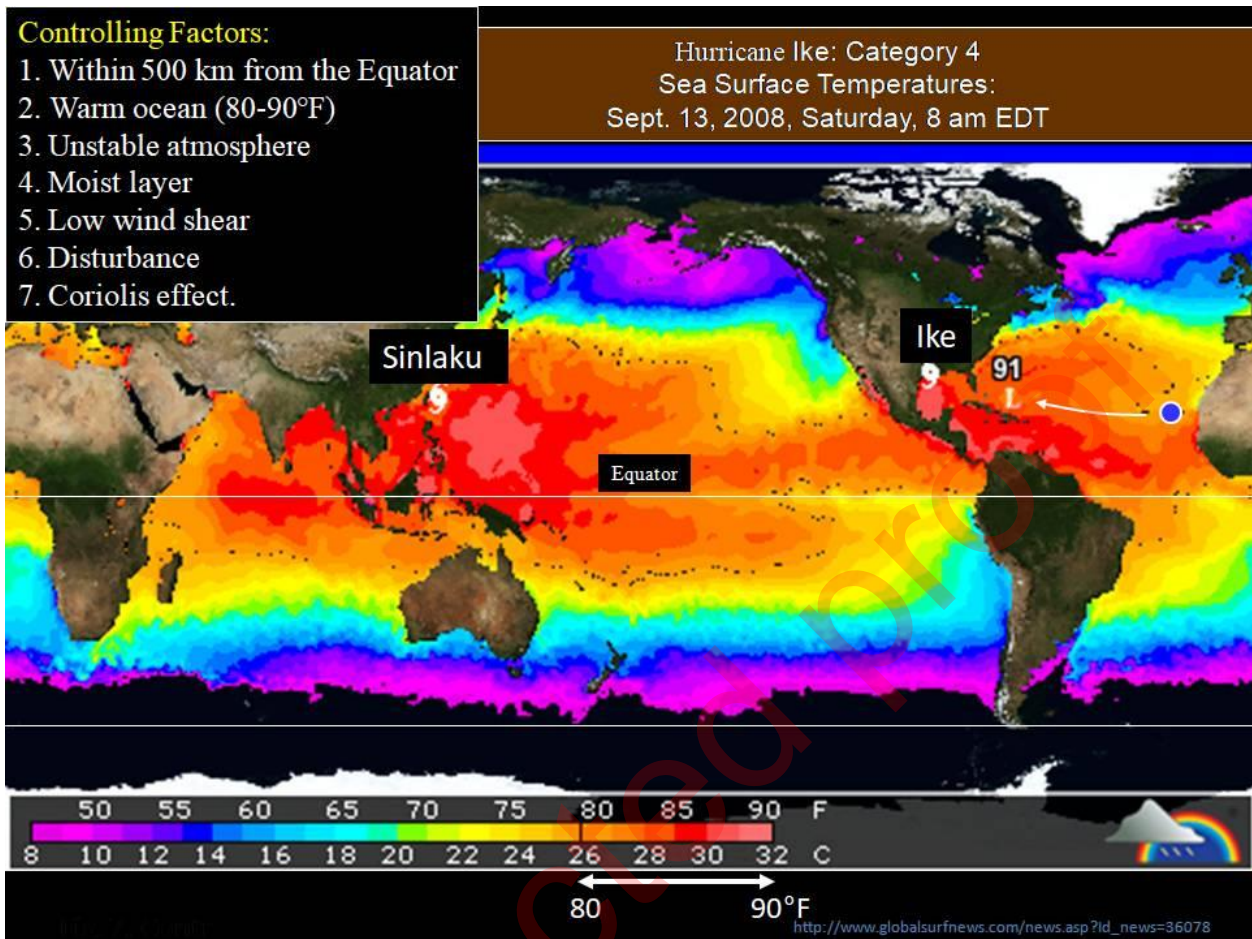 Controlling Factors:
1. Within 500 km from the Equator
2. Warm ocean (80-90°F)
3. Unstable atmosphere
4. Moist layer
5. Low wind shear
6. Disturbance
7. Coriolis effect.
Hurricane Ike: Category 4
Sea Surface Temperatures:
Sept. 13, 2008, Saturday, 8 am EDT
Sinlaku
Ike
91
L
Equator
50 55 60 65 70 75 80 85 90 F
8 10 12 14 16 18 20 22 24 26 28 30 32 C
80 90°F
http://www.globalsurfnews.com/news.asp?Id_news=36078